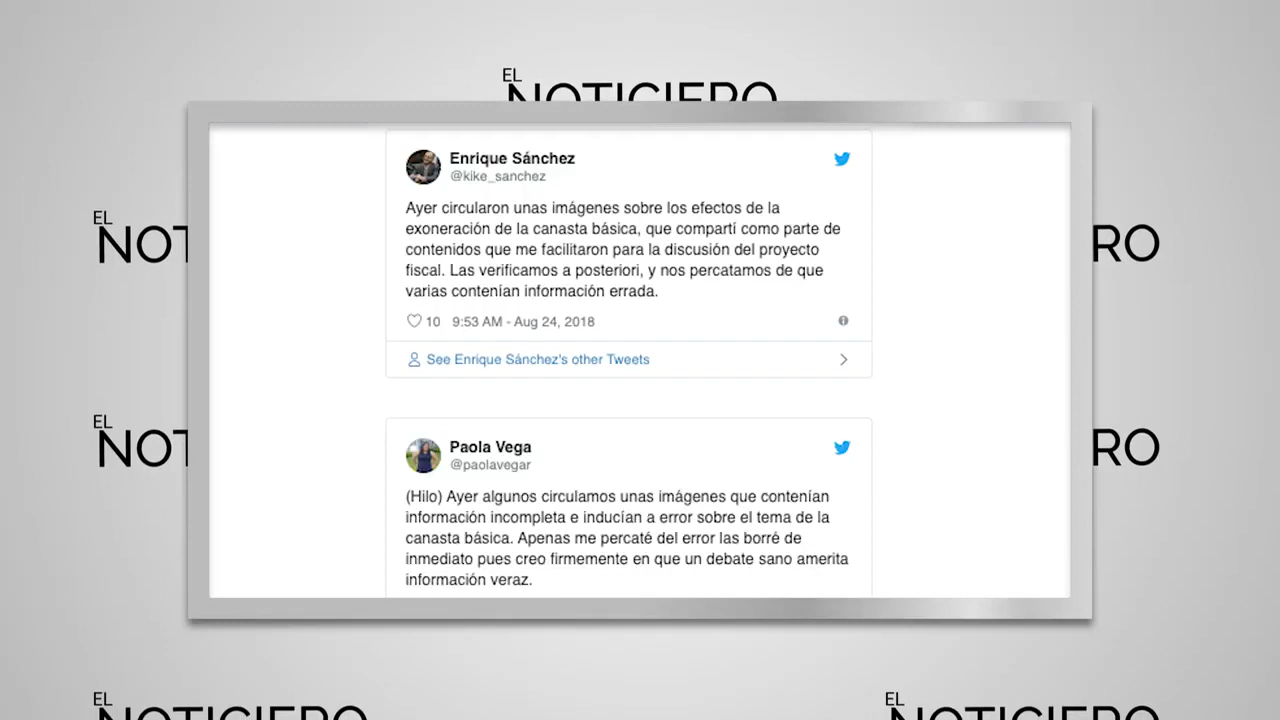 EL
NOTICIERO
Enrique Sánchez
@kike_sanchez
Ayer circularon unas imágenes sobre los efectos de la
exoneración de la canasta básica, que compartí como parte de
contenidos que me facilitaron para la discusión del proyecto
fiscal. Las verificamos a posteriori, y nos percatamos de que
varias contenían información errada.
10 9:53 AM - Aug 24, 2018
See Enrique Sánchez's other Tweets
EL
NOT
RO
Paola Vega
@paolavegar
(Hilo) Ayer algunos circulamos unas imágenes que contenían
información incompleta e inducían a error sobre el tema de la
canasta básica. Apenas me percaté del error las borré de
inmediato pues creo firmemente en que un debate sano amerita
información veraz.
EL
NOT
RO
EL
NOTICIERO
EL
NOTICIERO